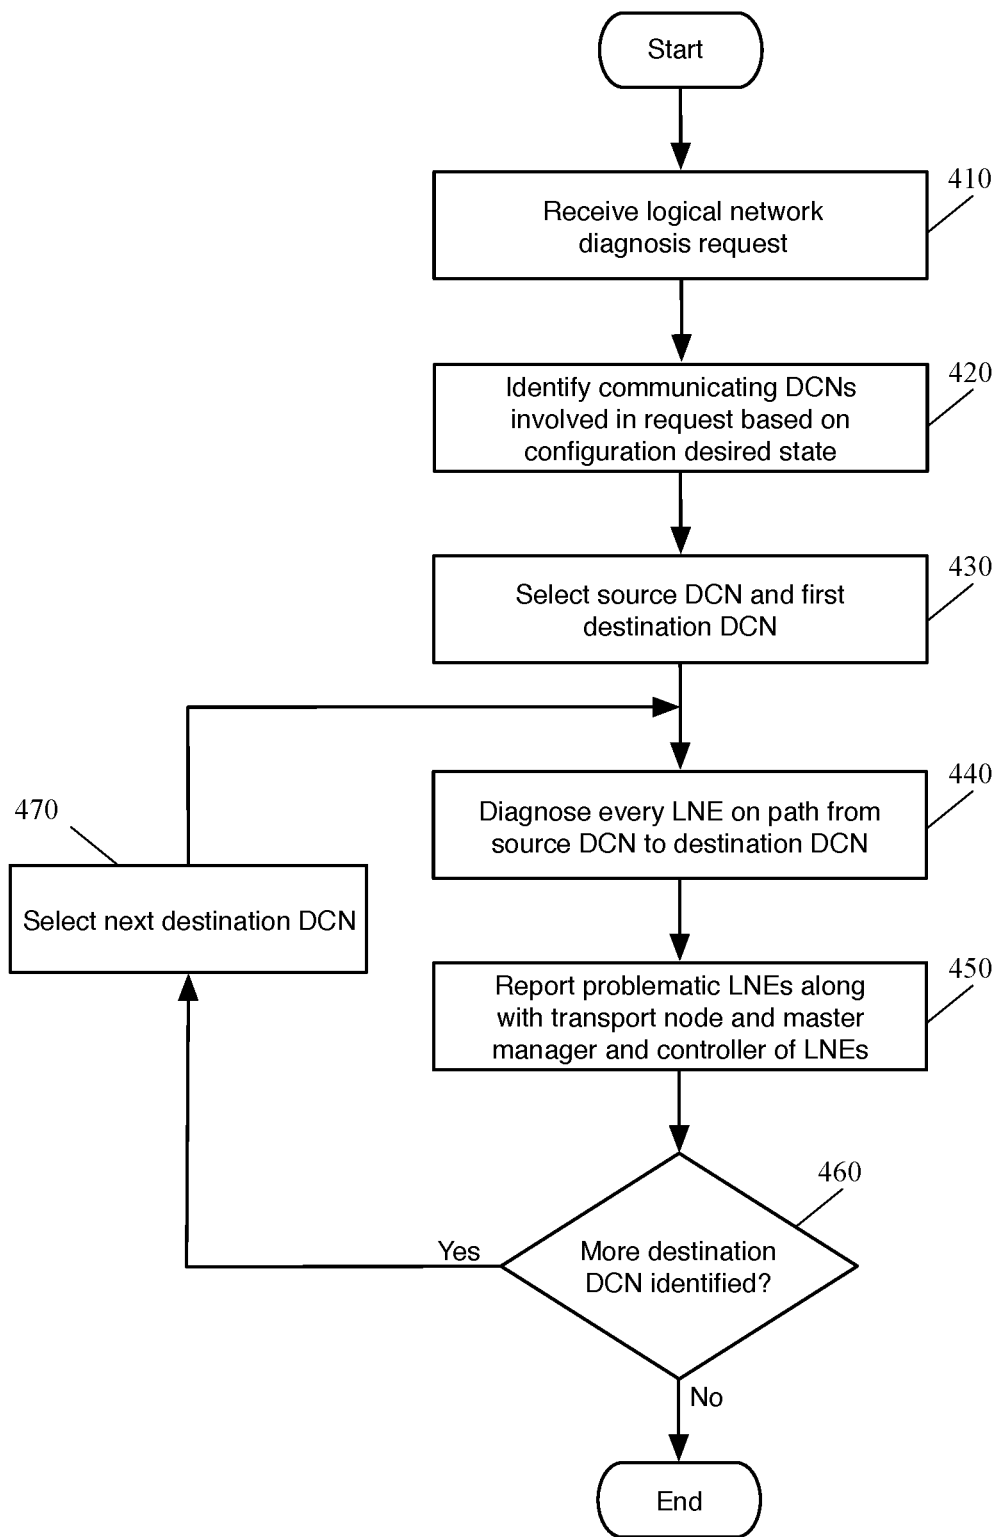 Start
410
Receive logical network
diagnosis request
420
Identify communicating DCNs
involved in request based on
configuration desired state
430
Select source DCN and first
destination DCN
440
Diagnose every LNE on path from
source DCN to destination DCN
470
Select next destination DCN
450
Report problematic LNEs along
with transport node and master
manager and controller of LNEs
460
More destination
DCN identified?
Yes
No
End